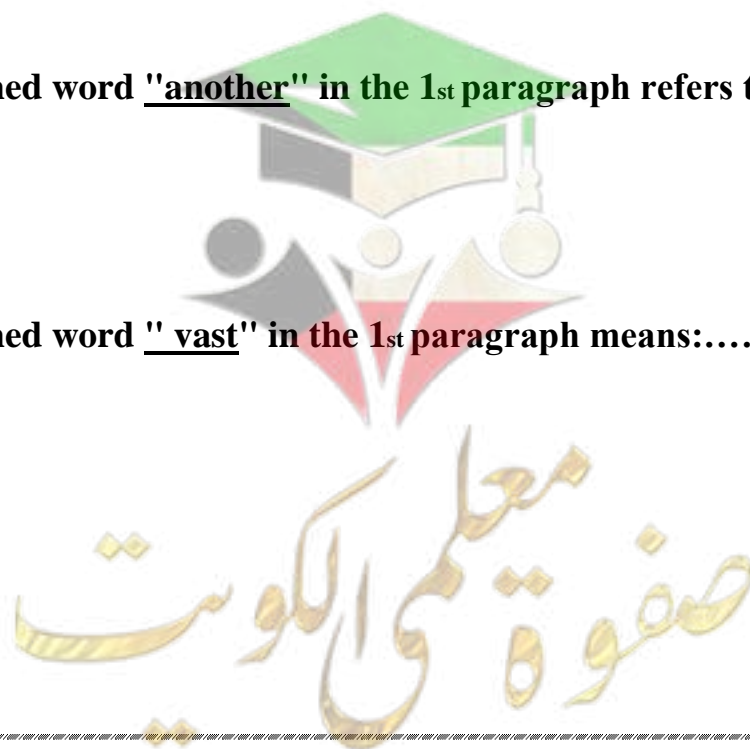 ned word "another" in the 1st paragraph refers t
ned word " vast" in the 1st paragraph means:....
صفوة معلمي الكويت